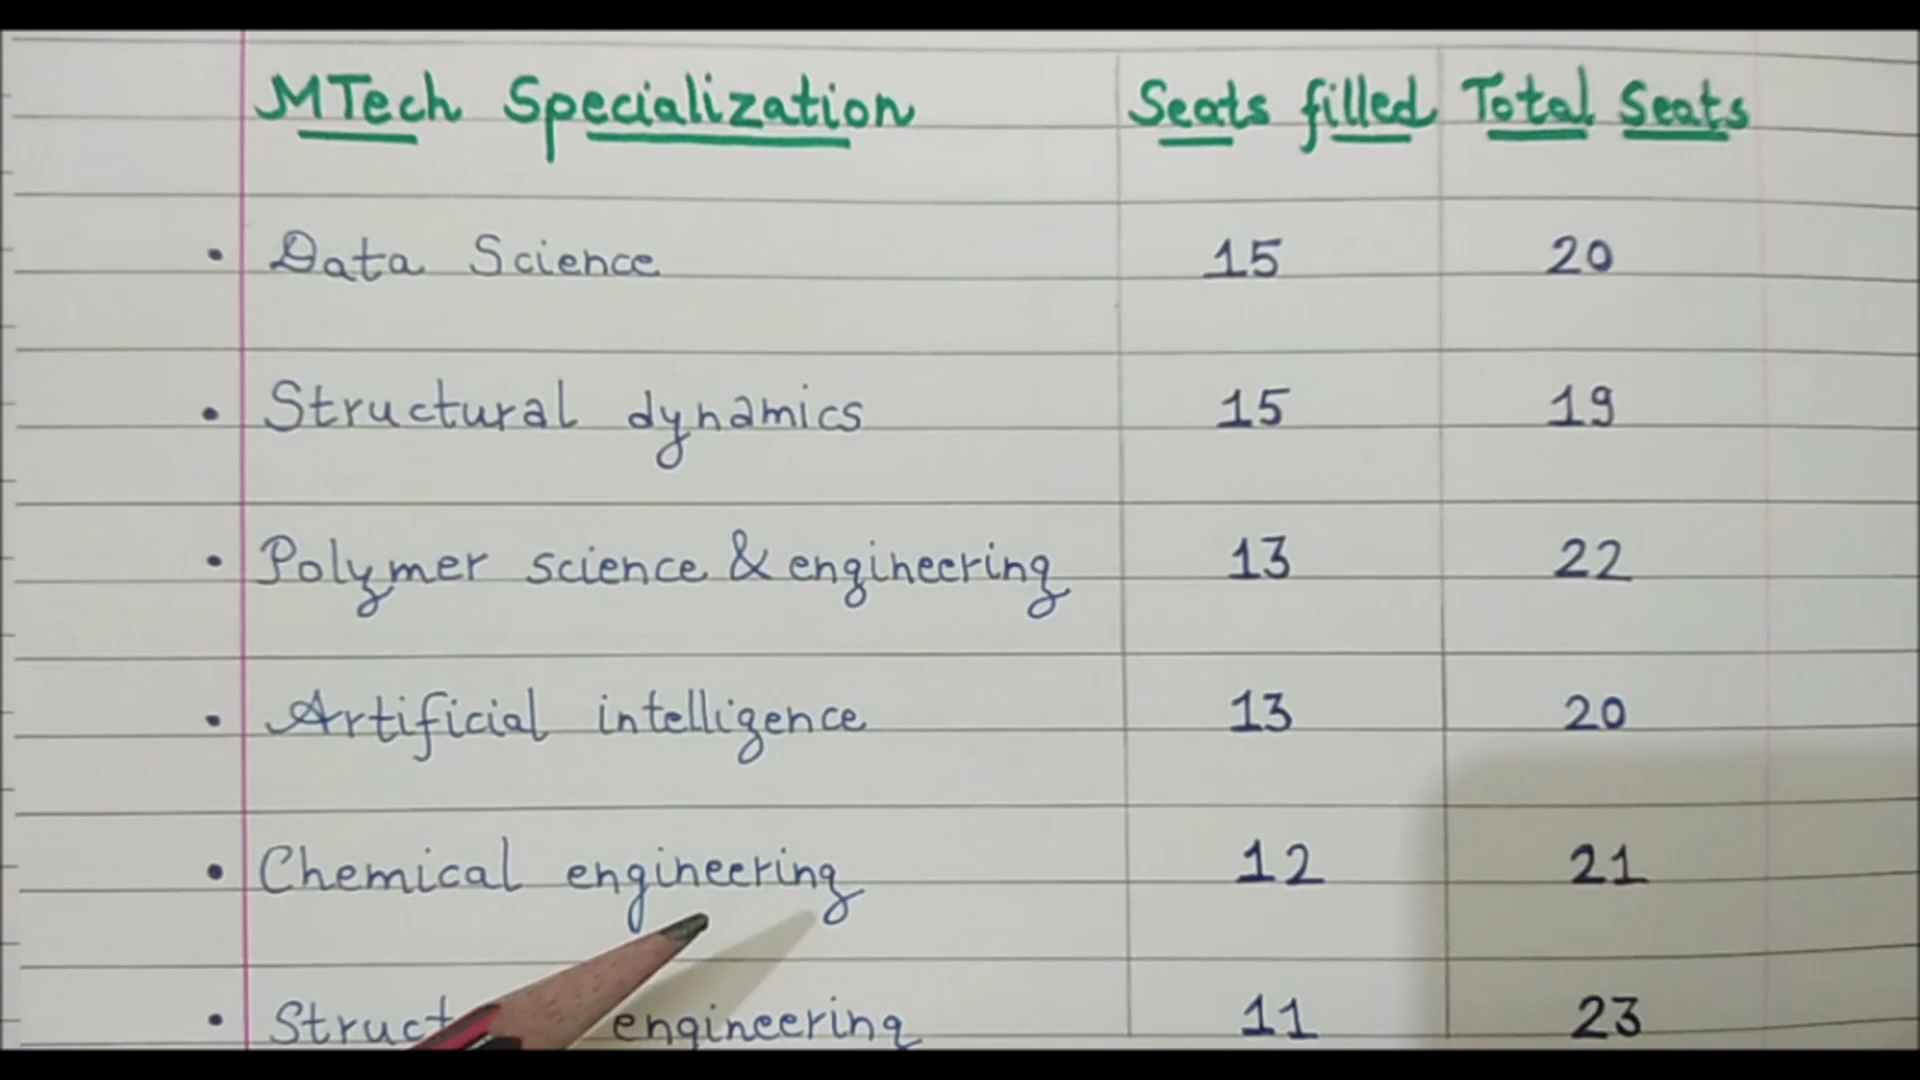 MTech Specialization Seats filled Total Seats
• Data Science 15 20
• Structural dynamics 15 19
• Polymer science & engineering 13 22
• Artificial intelligence 13 20
• Chemical engineering 12 21
• engineering 11 23